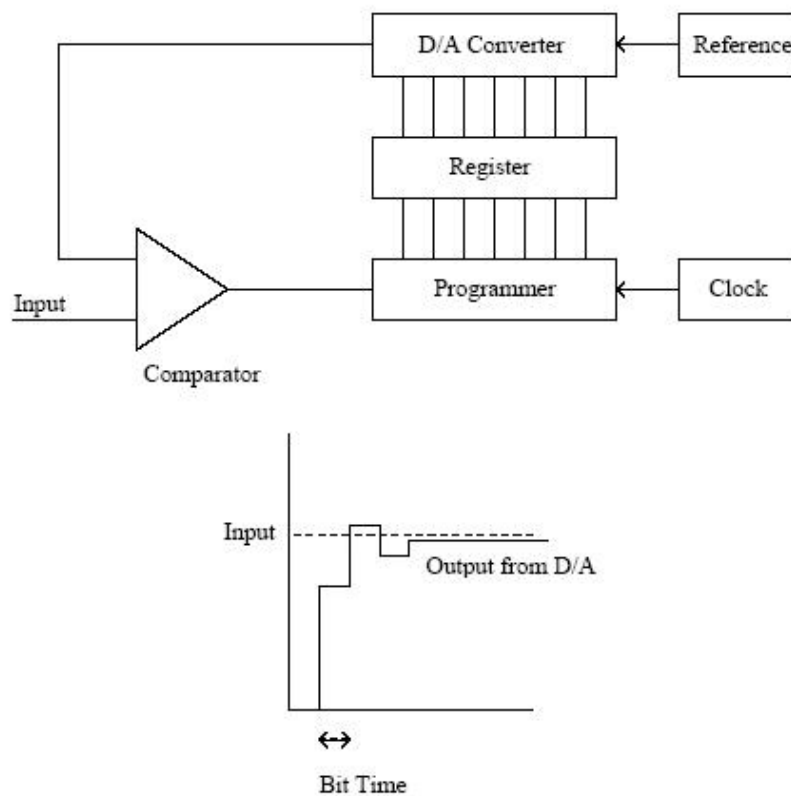 D/A Converter
Reference
Register
Programmer
Clock
Input
Comparator
Input
Output from D/A
Bit Time